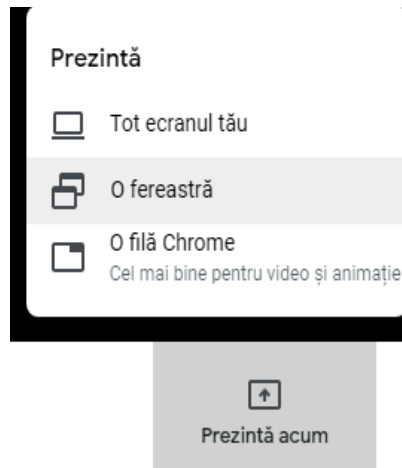 Prezintă
Tot ecranul tău
O fereastră
O filă Chrome
Cel mai bine pentru video și animație
Prezintă acum